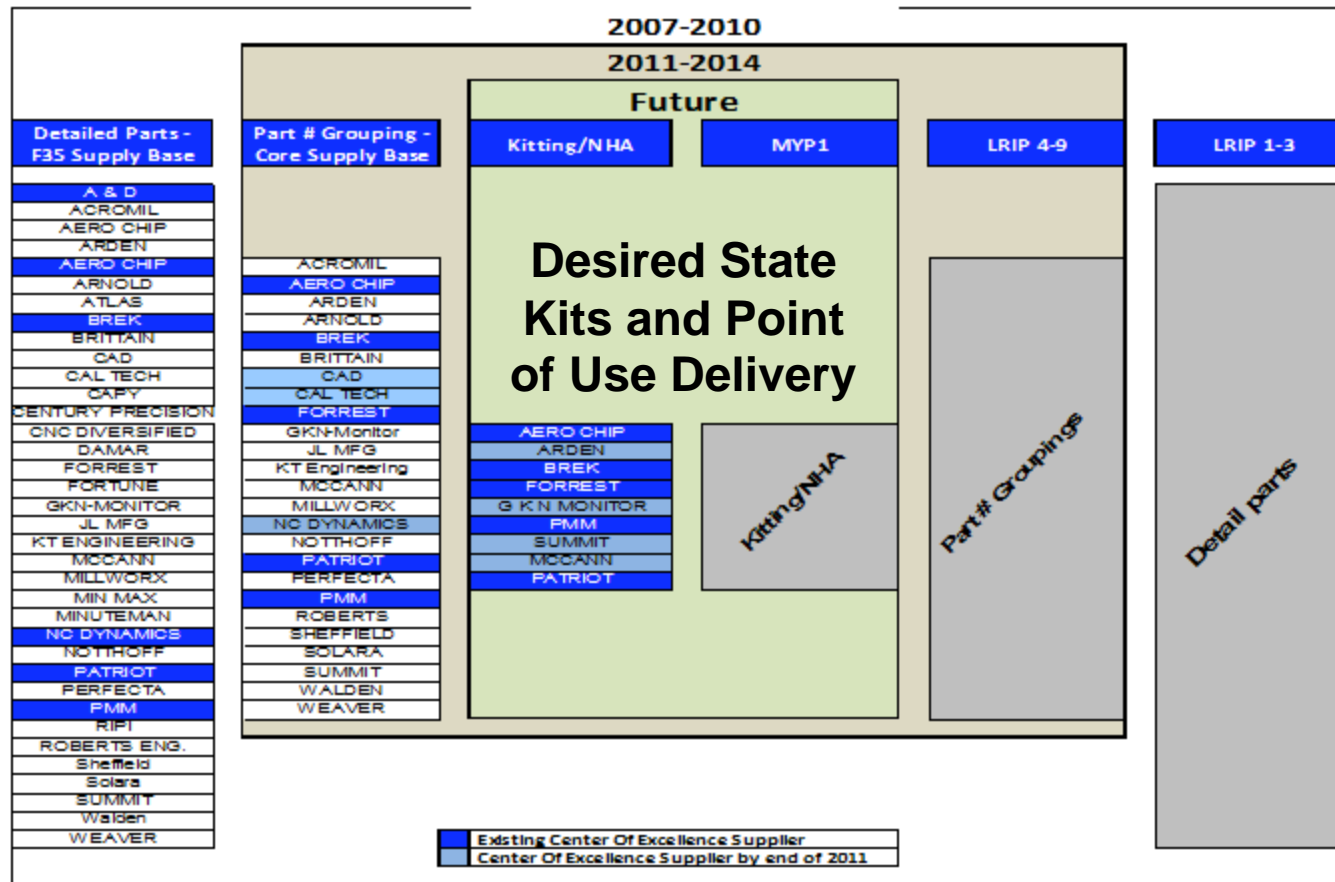 2007-2010
2011-2014
Future
Detailed Parts -
F35 Supply Base
Part # Grouping -
Core Supply Base
Kitting/NHA
MYP1
LRIP 4-9
LRIP 1-3
A & D
ACROMIL
AERO CHIP
ARDEN
AERO CHIP
ARNOLD
ATLAS
BREK
BRITTAIN
CAD
CAL TECH
CAPY
CENTURY PRECISION
CNC DIVERSIFIED
DAMAR
FORREST
FORTUNE
GKN-MONITOR
JL MFG
KT ENGINEERING
MCCANN
MILLWORX
MIN MAX
MINUTEMAN
NC DYNAMICS
NOTTHOFF
PATRIOT
PERFECTA
PMM
RIPI
ROBERTS ENG.
Sheffield
Solara
SUMMIT
Walden
WEAVER
ACROMIL
AERO CHIP
ARDEN
ARNOLD
BREK
BRITTAIN
CAD
CAL TECH
FORREST
GKN-Monitor
JL MFG
KT Engineering
MCCANN
MILLWORX
NC DYNAMICS
NOTTHOFF
PATRIOT
PERFECTA
PMM
ROBERTS
SHEFFIELD
SOLARA
SUMMIT
WALDEN
WEAVER
Desired State
Kits and Point
of Use Delivery
AERO CHIP
ARDEN
BREK
FORREST
G K N MONITOR
PMM
SUMMIT
MCCANN
PATRIOT
Kitting/NHA
Part # Groupings
Detail parts
Existing Center Of Excellence Supplier
Center Of Excellence Supplier by end of 2011